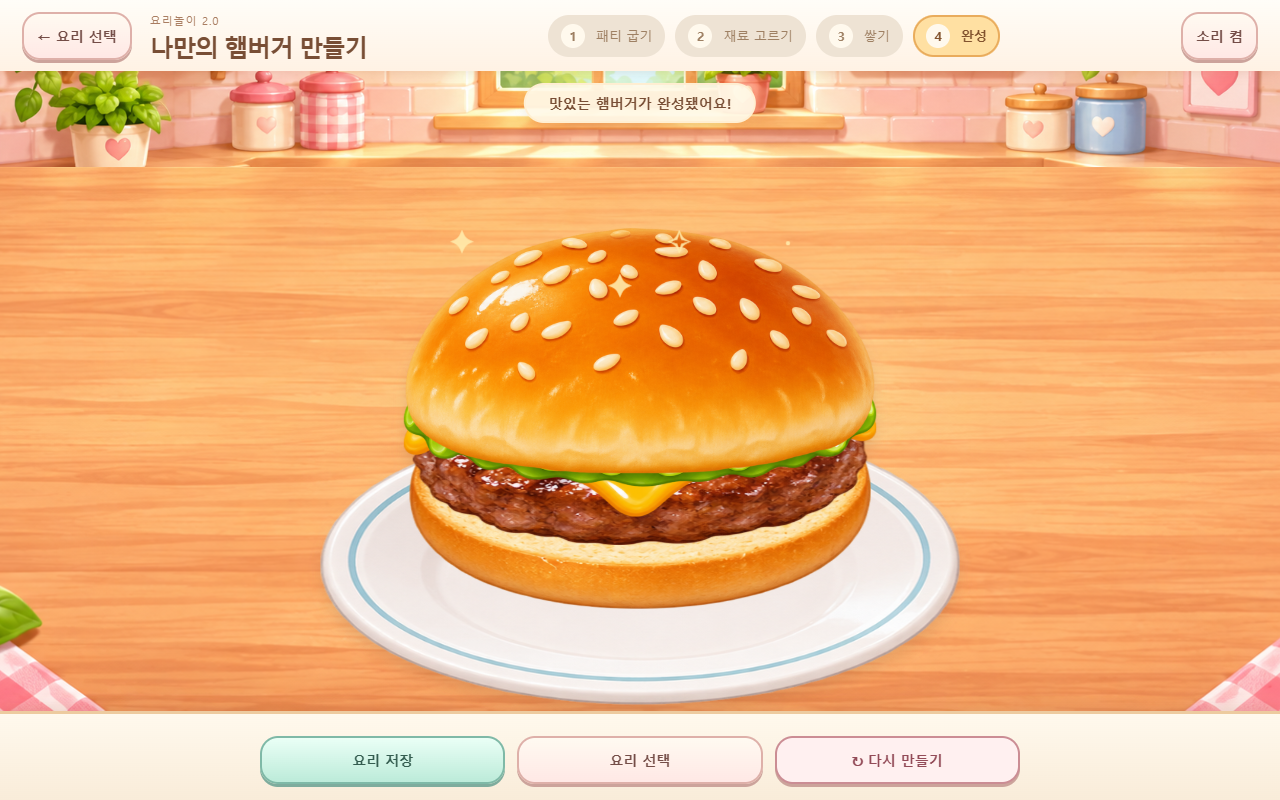 ← 요리 선택
요리놀이 2.0
나만의 햄버거 만들기
1 패티 굽기
2 재료 고르기
3 쌓기
4 완성
소리 켬
맛있는 햄버거가 완성됐어요!
요리 저장
요리 선택
↻ 다시 만들기